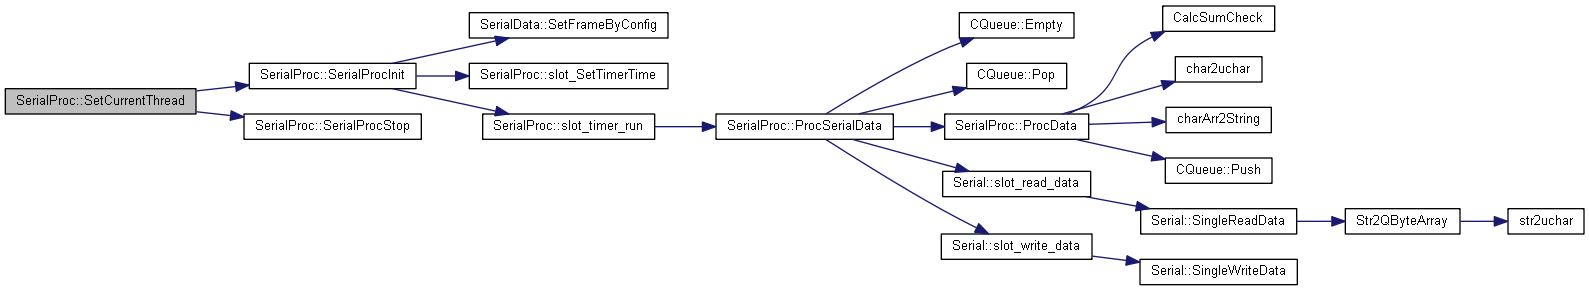 SerialProc::SetCurrentThread
SerialProc::SerialProcInit
SerialProc::SerialProcStop
SerialData::SetFrameByConfig
SerialProc::slot_SetTimerTime
SerialProc::slot_timer_run
SerialProc::ProcSerialData
CQueue::Empty
CQueue::Pop
SerialProc::ProcData
Serial::slot_read_data
Serial::slot_write_data
CalcSumCheck
char2uchar
charArr2String
CQueue::Push
Serial::SingleReadData
Serial::SingleWriteData
Str2QByteArray
str2uchar